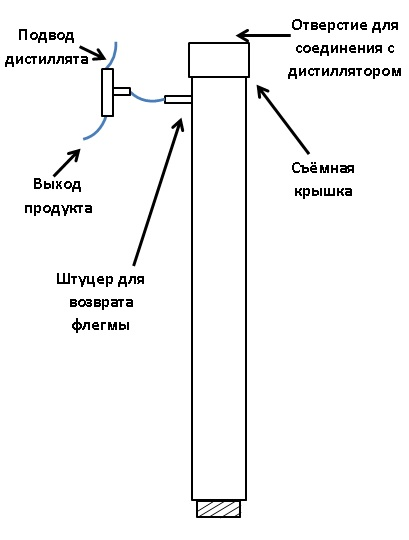 Подвод
дистиллята
Отверстие для
соединения с
дистиллятором
Выход
продукта
Съёмная
крышка
Штуцер для
возврата
флегмы